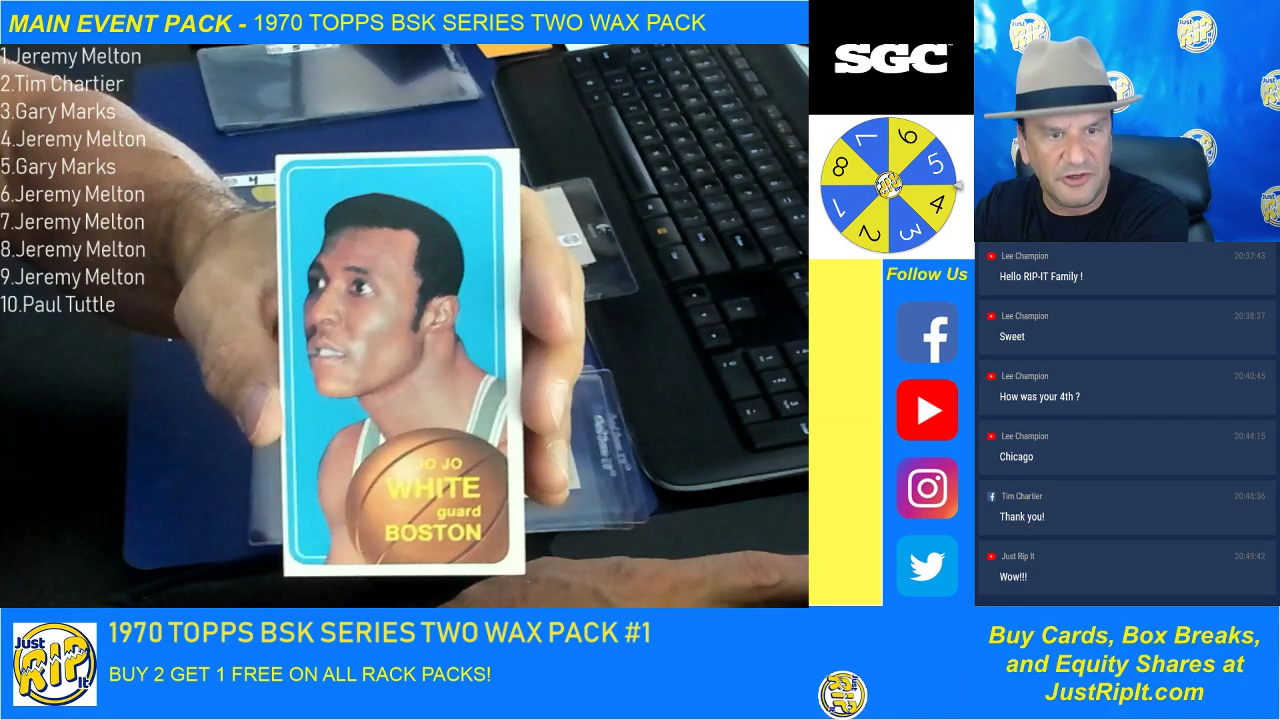 MAIN EVENT PACK - 1970 TOPPS BSK SERIES TWO WAX PACK
1.Jeremy Melton
2.Tim Chartier
3.Gary Marks
4.Jeremy Melton
5.Gary Marks
6.Jeremy Melton
7.Jeremy Melton
8.Jeremy Melton
9.Jeremy Melton
10.Paul Tuttle
4
JO JO
WHITE
guard
BOSTON
SGC
6
5
4
3
2
1
8
7
Just
RIP
It
Follow Us
Lee Champion 20:37:43
Hello RIP-IT Family !
Lee Champion 20:38:37
Sweet
Lee Champion 20:40:45
How was your 4th ?
Lee Champion 20:44:15
Chicago
Tim Chartier 20:48:36
Thank you!
Just Rip It 20:49:42
Wow!!!
Just
RIP
It
1970 TOPPS BSK SERIES TWO WAX PACK #1
BUY 2 GET 1 FREE ON ALL RACK PACKS!
Buy Cards, Box Breaks,
and Equity Shares at
JustRipIt.com